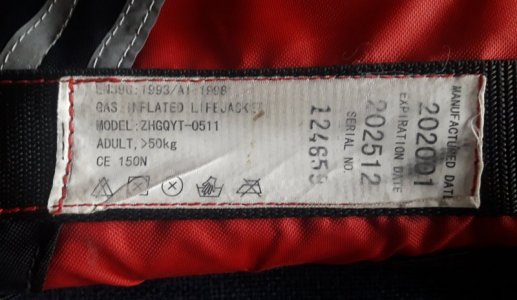 EN396:1993/A1:1998
GAS INFLATED LIFEJACKET
MODEL: ZHGQYT-0511
ADULT, >50kg
CE 150N
MANUFACTURED DATE
202001
EXPIRATION DATE
202512
SERIAL NO.
124659